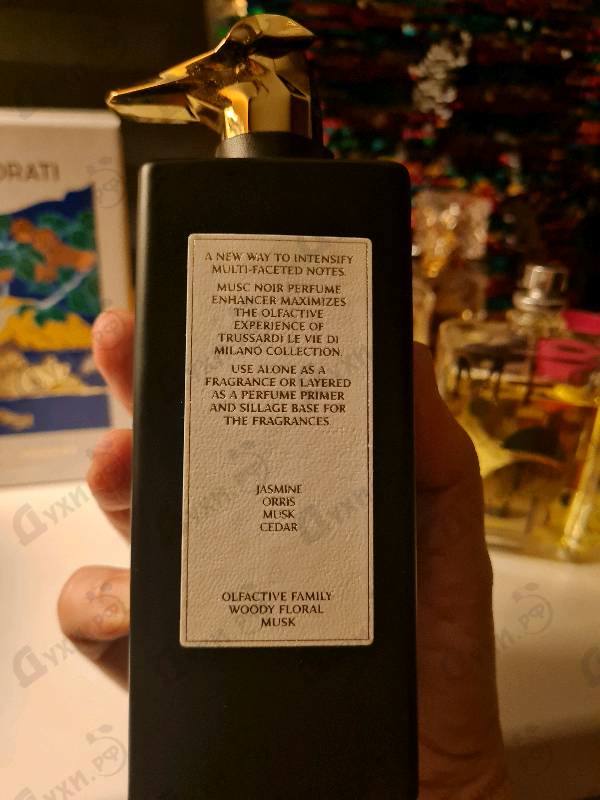 ORATI
A NEW WAY TO INTENSIFY
MULTI-FACETED NOTES.
MUSC NOIR PERFUME
ENHANCER MAXIMIZES
THE OLFACTIVE
EXPERIENCE OF
TRUSSARDI LE VIE DI
MILANO COLLECTION.
USE ALONE AS A
FRAGRANCE OR LAYERED
AS A PERFUME PRIMER
AND SILLAGE BASE FOR
THE FRAGRANCES
JASMINE
ORRIS
MUSK
CEDAR
OLFACTIVE FAMILY
WOODY FLORAL
MUSK
Духи.РФ